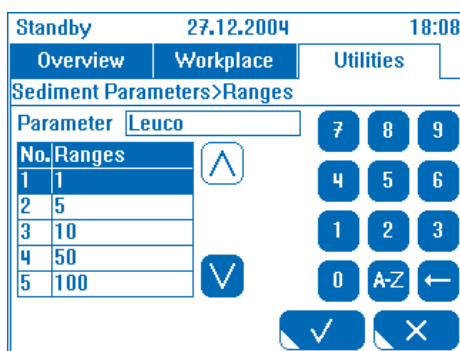 Standby 27.12.2004 18:08
Overview Workplace Utilities
Sediment Parameters>Ranges
Parameter Leuco
No. Ranges
1 1
2 5
3 10
4 50
5 100
7 8 9
4 5 6
1 2 3
0 A-Z